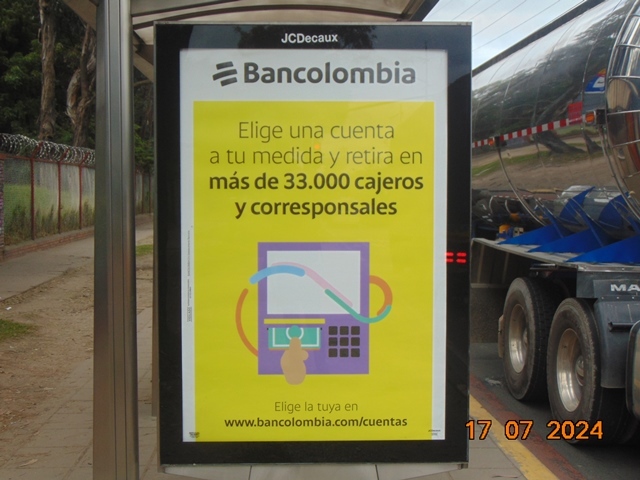 JCDecaux
Bancolombia
Elige una cuenta
a tu medida y retira en
más de 33.000 cajeros
y corresponsales
Elige la tuya en
www.bancolombia.com/cuentas
MA
17 07 2024